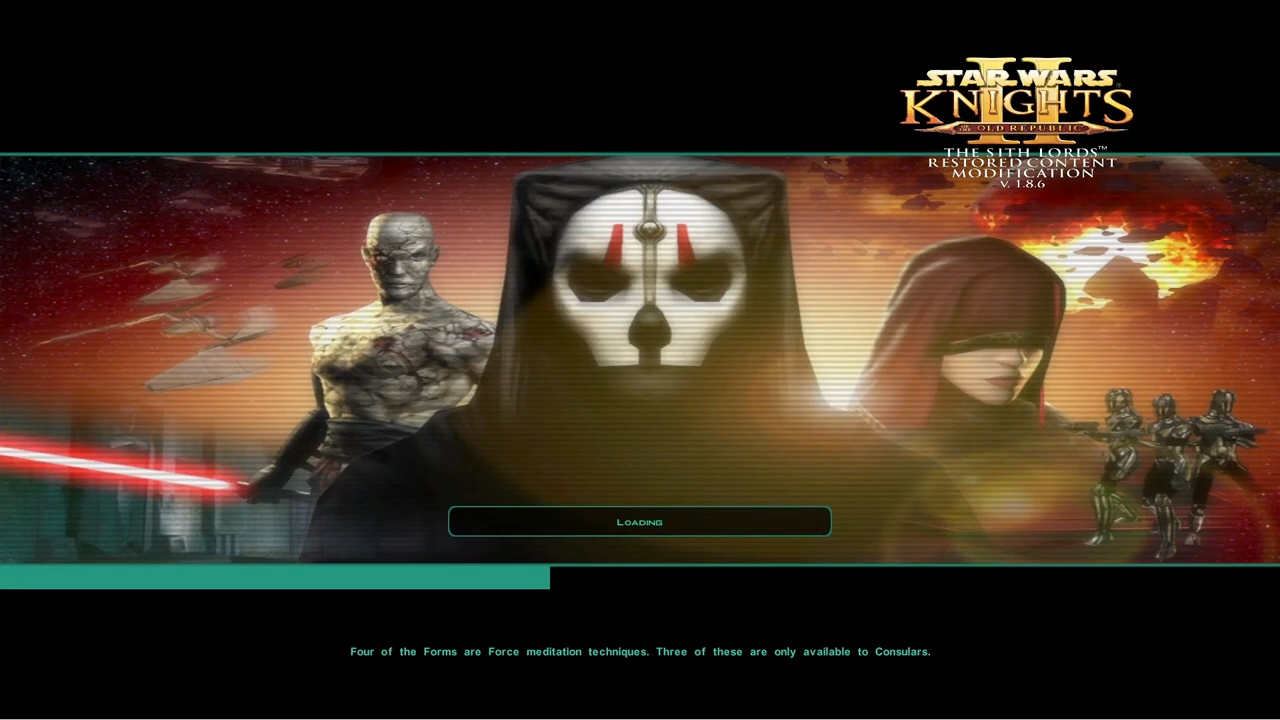 STAR WARS
KNIGHTS
II
OF THE OLD REPUBLIC
THE SITH LORDS™
RESTORED CONTENT
MODIFICATION
V. 1.8.6
LOADING
Four of the Forms are Force meditation techniques. Three of these are only available to Consulars.